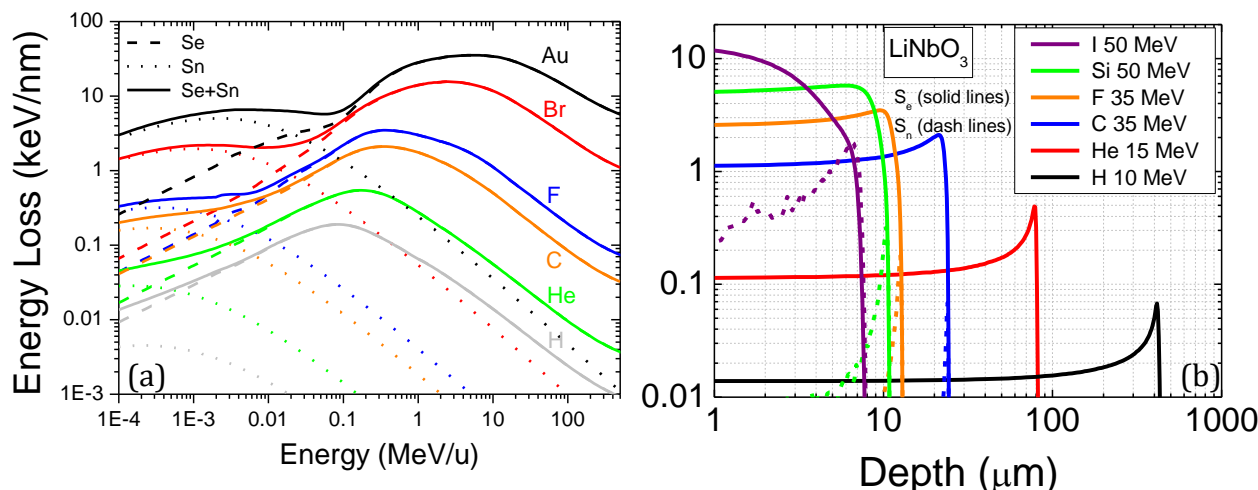 100
10
1
0.1
0.01
1E-3
Energy Loss (keV/nm)
Se
Sn
Se+Sn
Au
Br
F
C
He
H
(a)
1E-4
1E-3
0.01
0.1
1
10
100
Energy (MeV/u)
10
1
0.1
0.01
LiNbO3
S_e (solid lines)
S_n (dash lines)
I 50 MeV
Si 50 MeV
F 35 MeV
C 35 MeV
He 15 MeV
H 10 MeV
(b)
1
10
100
1000
Depth (μm)